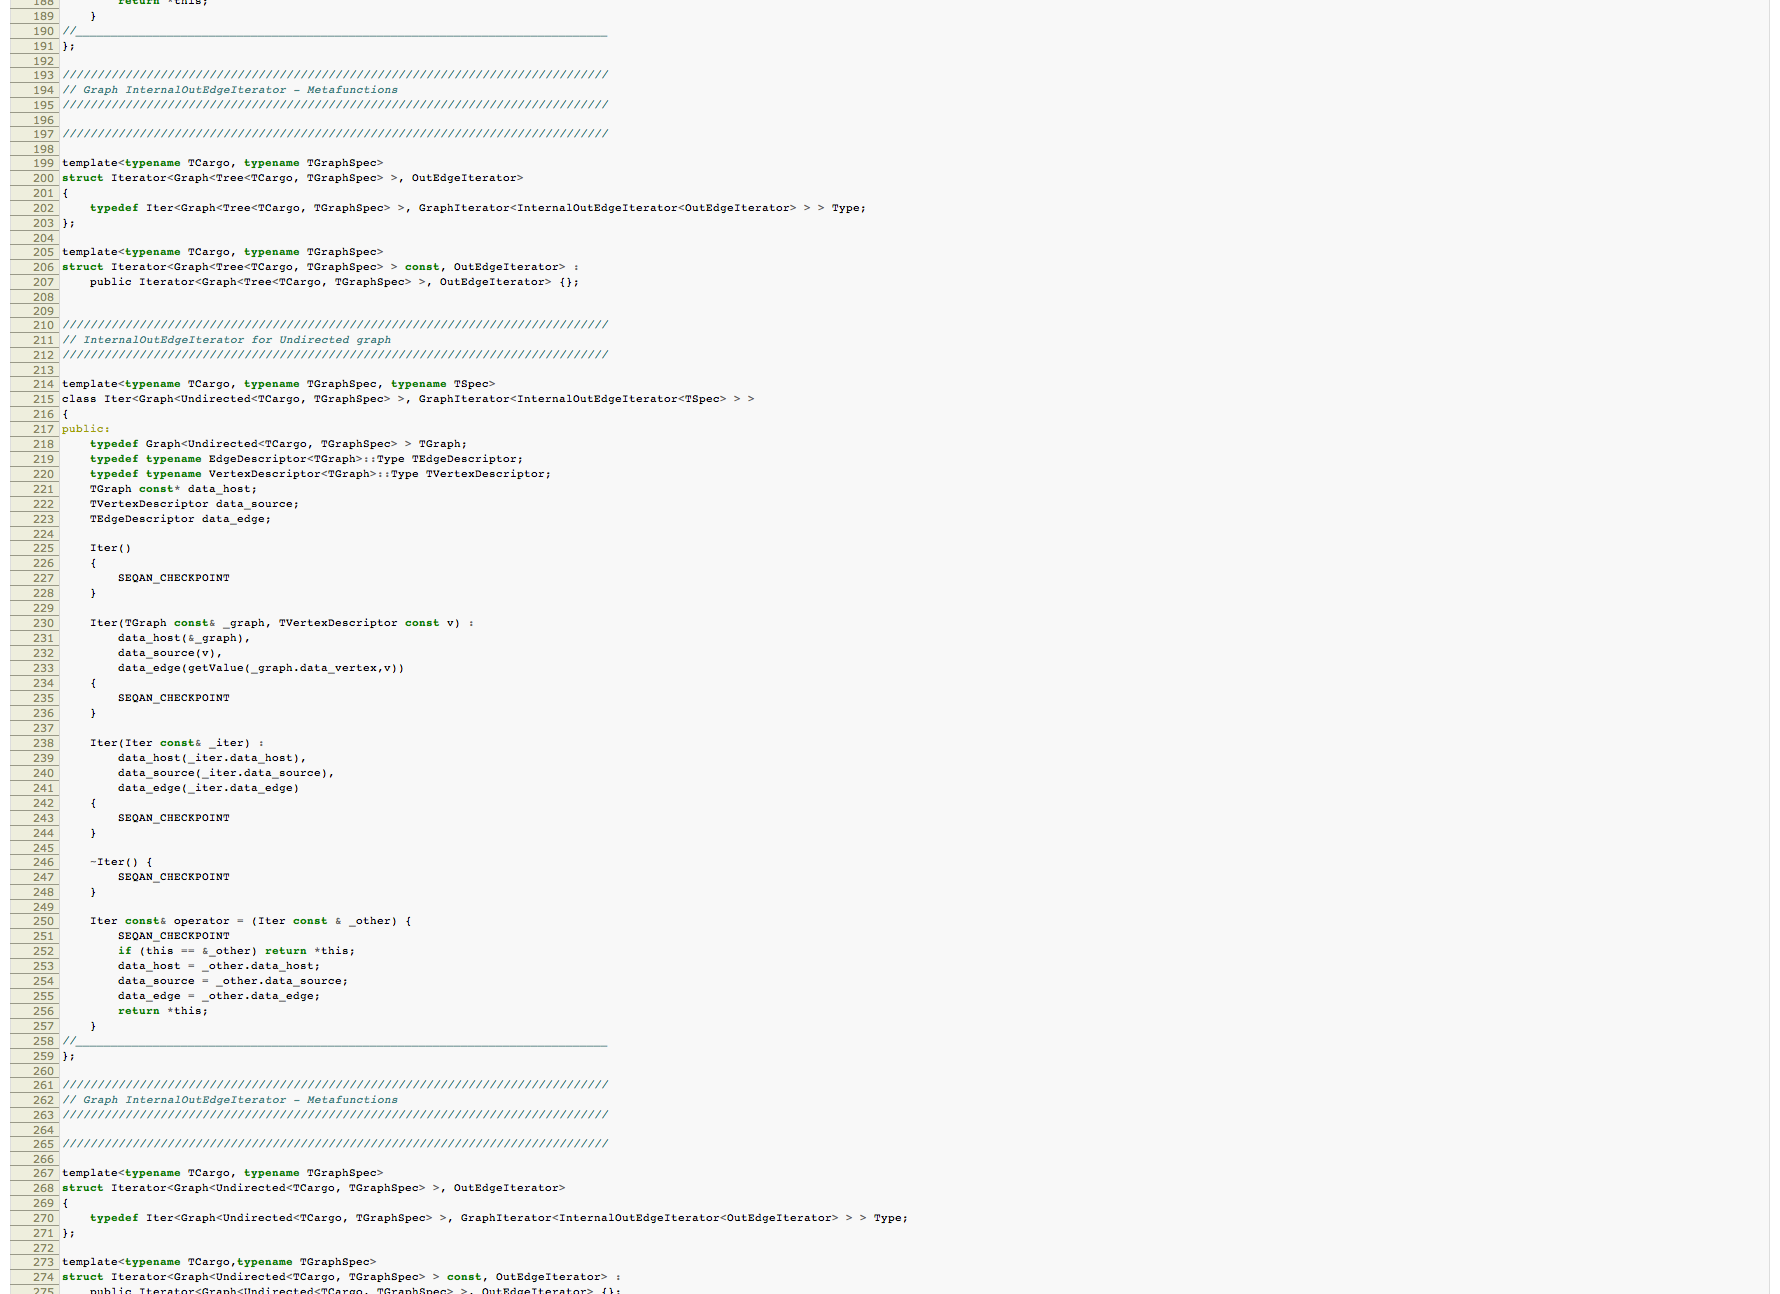 188         return *this;
189     }
190 //____________________________________________________________________________
191 };
192
193 //////////////////////////////////////////////////////////////////////////////
194 // Graph InternalOutEdgeIterator - Metafunctions
195 //////////////////////////////////////////////////////////////////////////////
196
197 //////////////////////////////////////////////////////////////////////////////
198
199 template<typename TCargo, typename TGraphSpec>
200 struct Iterator<Graph<Tree<TCargo, TGraphSpec> >, OutEdgeIterator>
201 {
202     typedef Iter<Graph<Tree<TCargo, TGraphSpec> >, GraphIterator<InternalOutEdgeIterator<OutEdgeIterator> > > Type;
203 };
204
205 template<typename TCargo, typename TGraphSpec>
206 struct Iterator<Graph<Tree<TCargo, TGraphSpec> > const, OutEdgeIterator> :
207     public Iterator<Graph<Tree<TCargo, TGraphSpec> >, OutEdgeIterator> {};
208
209
210 //////////////////////////////////////////////////////////////////////////////
211 // InternalOutEdgeIterator for Undirected graph
212 //////////////////////////////////////////////////////////////////////////////
213
214 template<typename TCargo, typename TGraphSpec, typename TSpec>
215 class Iter<Graph<Undirected<TCargo, TGraphSpec> >, GraphIterator<InternalOutEdgeIterator<TSpec> > >
216 {
217 public:
218     typedef Graph<Undirected<TCargo, TGraphSpec> > TGraph;
219     typedef typename EdgeDescriptor<TGraph>::Type TEdgeDescriptor;
220     typedef typename VertexDescriptor<TGraph>::Type TVertexDescriptor;
221     TGraph const* data_host;
222     TVertexDescriptor data_source;
223     TEdgeDescriptor data_edge;
224
225     Iter()
226     {
227         SEQAN_CHECKPOINT
228     }
229
230     Iter(TGraph const& _graph, TVertexDescriptor const v) :
231         data_host(&_graph),
232         data_source(v),
233         data_edge(getValue(_graph.data_vertex,v))
234     {
235         SEQAN_CHECKPOINT
236     }
237
238     Iter(Iter const& _iter) :
239         data_host(_iter.data_host),
240         data_source(_iter.data_source),
241         data_edge(_iter.data_edge)
242     {
243         SEQAN_CHECKPOINT
244     }
245
246     ~Iter() {
247         SEQAN_CHECKPOINT
248     }
249
250     Iter const& operator = (Iter const & _other) {
251         SEQAN_CHECKPOINT
252         if (this == &_other) return *this;
253         data_host = _other.data_host;
254         data_source = _other.data_source;
255         data_edge = _other.data_edge;
256         return *this;
257     }
258 //____________________________________________________________________________
259 };
260
261 //////////////////////////////////////////////////////////////////////////////
262 // Graph InternalOutEdgeIterator - Metafunctions
263 //////////////////////////////////////////////////////////////////////////////
264
265 //////////////////////////////////////////////////////////////////////////////
266
267 template<typename TCargo, typename TGraphSpec>
268 struct Iterator<Graph<Undirected<TCargo, TGraphSpec> >, OutEdgeIterator>
269 {
270     typedef Iter<Graph<Undirected<TCargo, TGraphSpec> >, GraphIterator<InternalOutEdgeIterator<OutEdgeIterator> > > Type;
271 };
272
273 template<typename TCargo,typename TGraphSpec>
274 struct Iterator<Graph<Undirected<TCargo, TGraphSpec> > const, OutEdgeIterator> :
275     public Iterator<Graph<Undirected<TCargo, TGraphSpec> >, OutEdgeIterator> {};